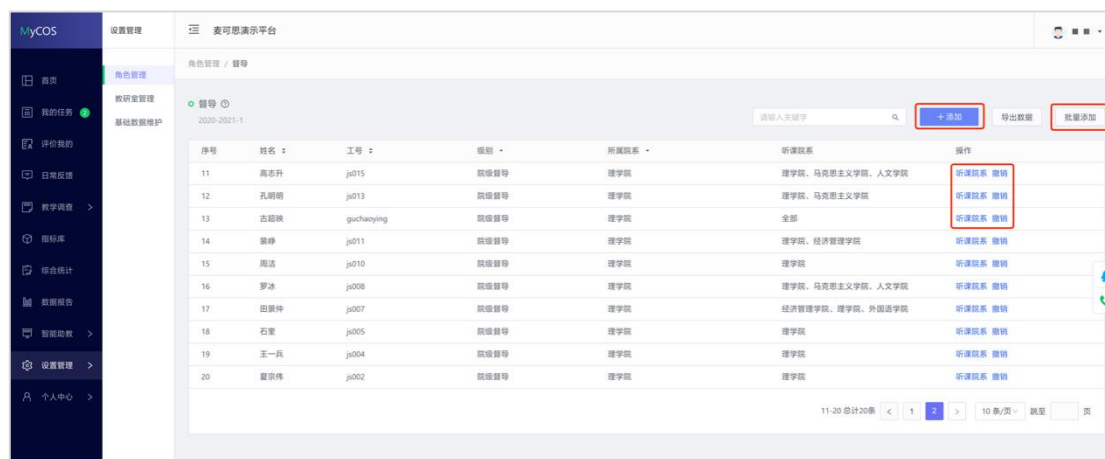 MyCOS
设置管理
麦可思演示平台
首页
我的任务 2
评价我的
日常反馈
教学调查 >
指标库
综合统计
数据报告
智能助教 >
设置管理 >
个人中心 >
角色管理
教研室管理
基础数据维护
角色管理 / 督导
督导
2020-2021-1
请输入关键字
+添加
导出数据
批量添加
序号 姓名 工号 级别 所属院系 听课院系 操作
11 高志升 js015 院级督导 理学院 理学院、马克思主义学院、人文学院 听课院系 撤销
12 孔明明 js013 院级督导 理学院 理学院、马克思主义学院 听课院系 撤销
13 古超映 guchaoying 院级督导 理学院 全部 听课院系 撤销
14 裴峥 js011 院级督导 理学院 理学院、经济管理学院 听课院系 撤销
15 周洁 js010 院级督导 理学院 理学院 听课院系 撤销
16 罗冰 js008 院级督导 理学院 理学院、马克思主义学院、人文学院 听课院系 撤销
17 田景仲 js007 院级督导 理学院 经济管理学院、理学院、外国语学院 听课院系 撤销
18 石奎 js005 院级督导 理学院 理学院 听课院系 撤销
19 王一兵 js004 院级督导 理学院 理学院 听课院系 撤销
20 夏宗伟 js002 院级督导 理学院 理学院 听课院系 撤销
11-20 总计20条 < 1 2 > 10 条/页 跳至 页